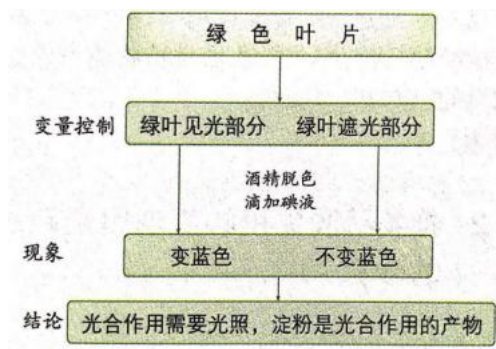 绿 色 叶 片
变量控制 绿叶见光部分 绿叶遮光部分
酒精脱色
滴加碘液
现象 变蓝色 不变蓝色
结论 光合作用需要光照，淀粉是光合作用的产物